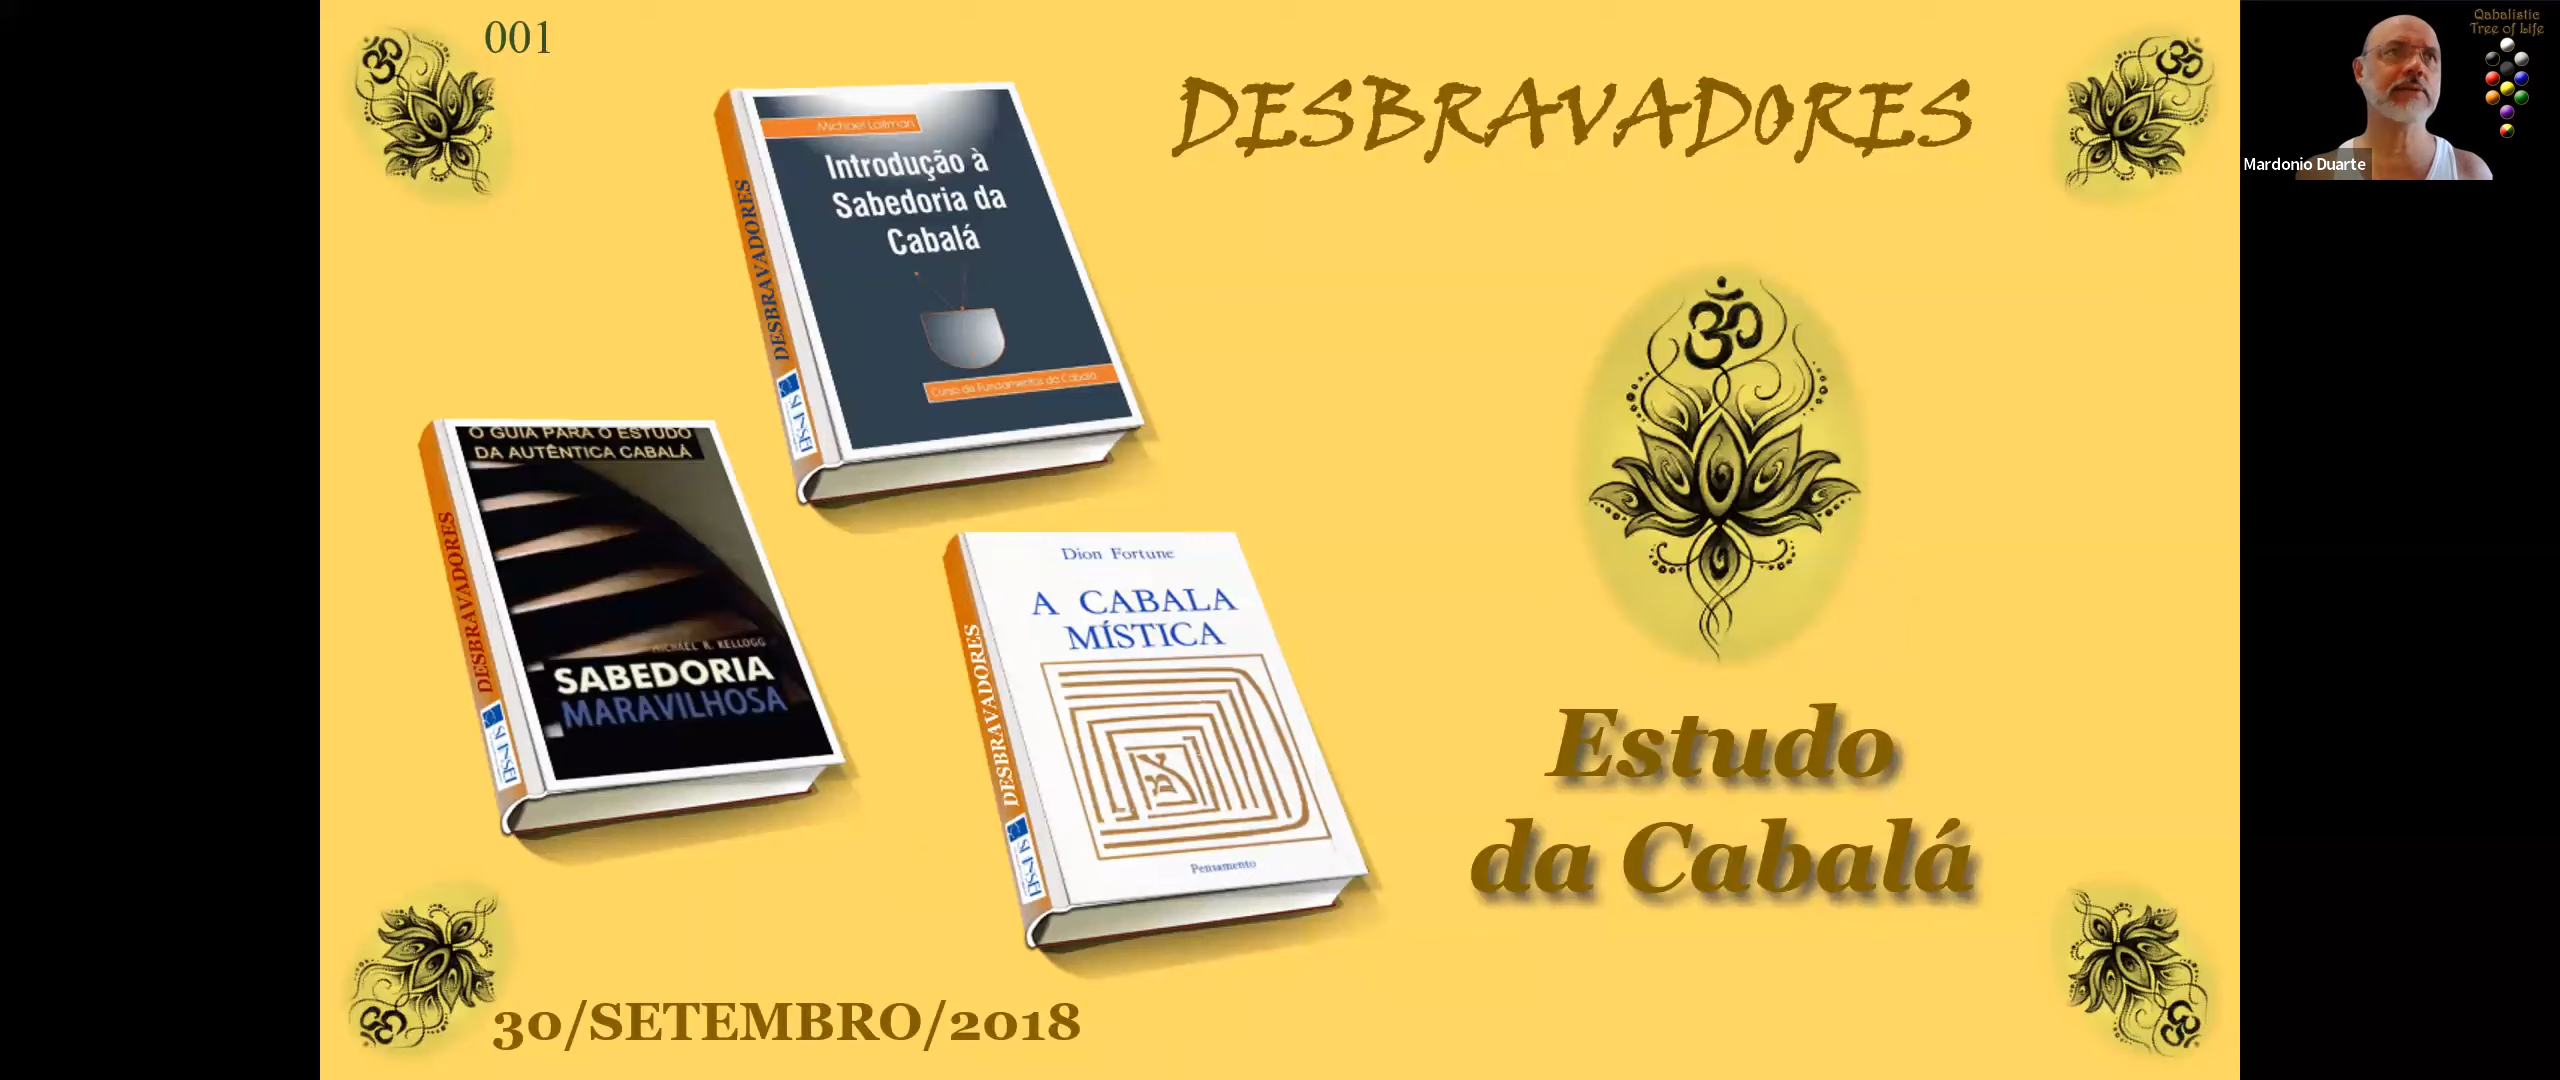 001
DESBRAVADORES
Michael Laitman
Introdução à
Sabedoria da
Cabalá
Curso de Fundamentos da Cabalá
DESBRAVADORES
O GUIA PARA O ESTUDO
DA AUTÊNTICA CABALÁ
MICHAEL R. KELLOGG
SABEDORIA
MARAVILHOSA
DESBRAVADORES
Dion Fortune
A CABALA
MÍSTICA
Pensamento
DESBRAVADORES
ॐ
ॐ
ॐ
ॐ
ॐ
Estudo
da Cabalá
30/SETEMBRO/2018
Qabalistic
Tree of Life
Mardonio Duarte